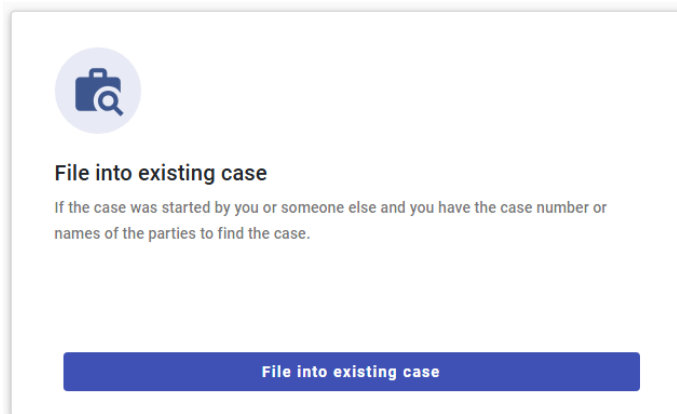 File into existing case
If the case was started by you or someone else and you have the case number or
names of the parties to find the case.
File into existing case